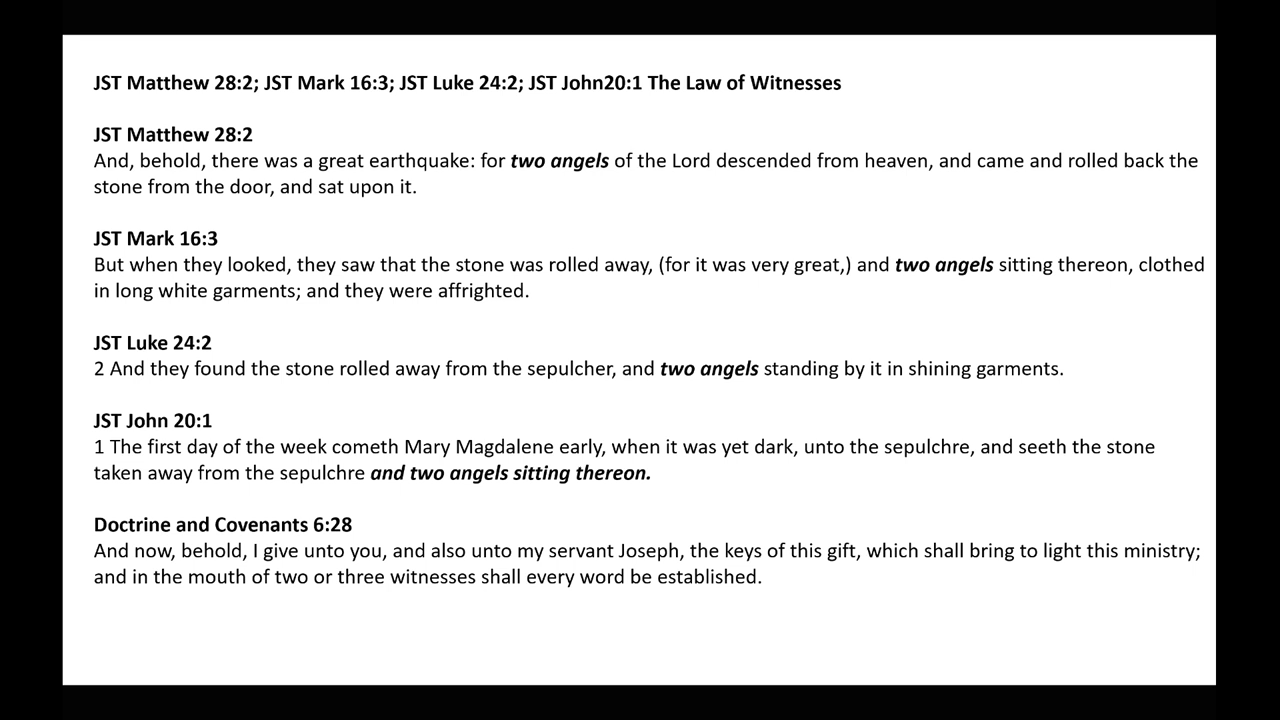 JST Matthew 28:2; JST Mark 16:3; JST Luke 24:2; JST John20:1 The Law of Witnesses
JST Matthew 28:2
And, behold, there was a great earthquake: for two angels of the Lord descended from heaven, and came and rolled back the
stone from the door, and sat upon it.
JST Mark 16:3
But when they looked, they saw that the stone was rolled away, (for it was very great,) and two angels sitting thereon, clothed
in long white garments; and they were affrighted.
JST Luke 24:2
2 And they found the stone rolled away from the sepulcher, and two angels standing by it in shining garments.
JST John 20:1
1 The first day of the week cometh Mary Magdalene early, when it was yet dark, unto the sepulchre, and seeth the stone
taken away from the sepulchre and two angels sitting thereon.
Doctrine and Covenants 6:28
And now, behold, I give unto you, and also unto my servant Joseph, the keys of this gift, which shall bring to light this ministry;
and in the mouth of two or three witnesses shall every word be established.